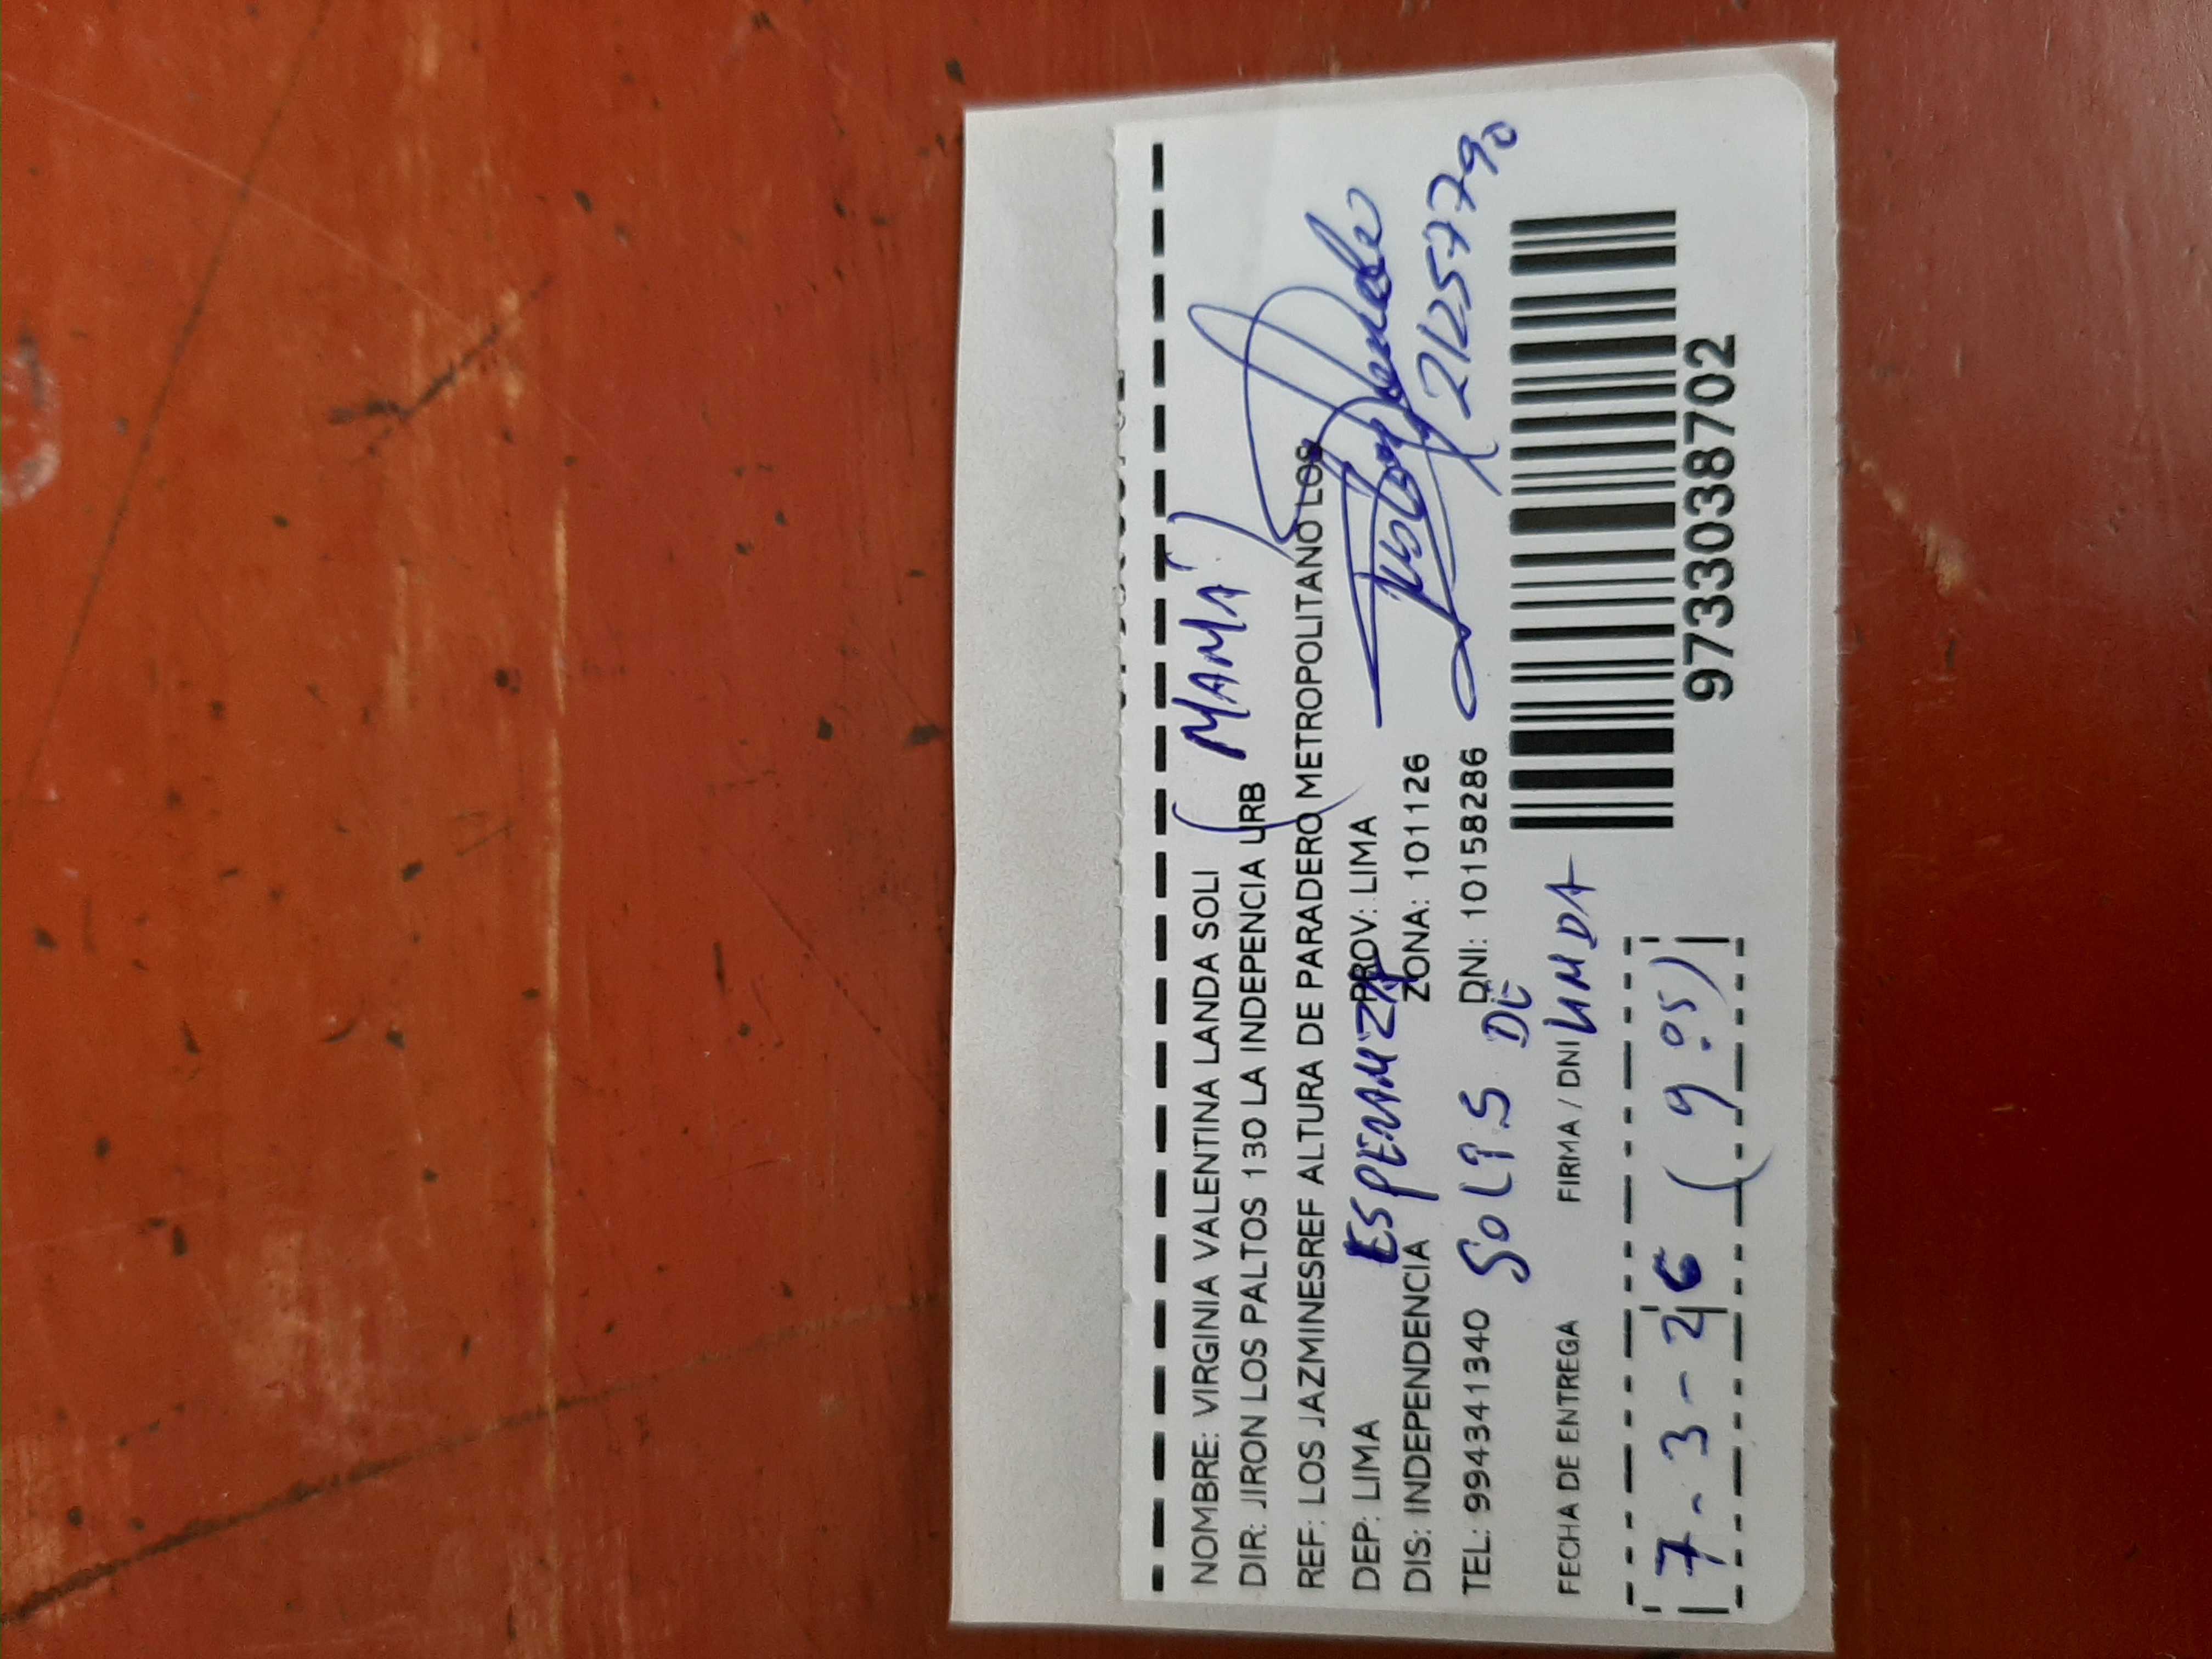 NOMBRE: VIRGINIA VALENTINA LANDA SOLI
(MAMÁ)
DIR: JIRON LOS PALTOS 130 LA INDEPENCIA URB
REF: LOS JAZMINESREF ALTURA DE PARADERO METROPOLITANO LOS
DEP: LIMA PROV: LIMA
ESPERANZA
DIS: INDEPENDENCIA ZONA: 101126
TEL: 994341340 DNI: 10158286
SOLIS DE
LANDA
21257790
FECHA DE ENTREGA FIRMA / DNI
7-3-26 (9:05)
9733038702